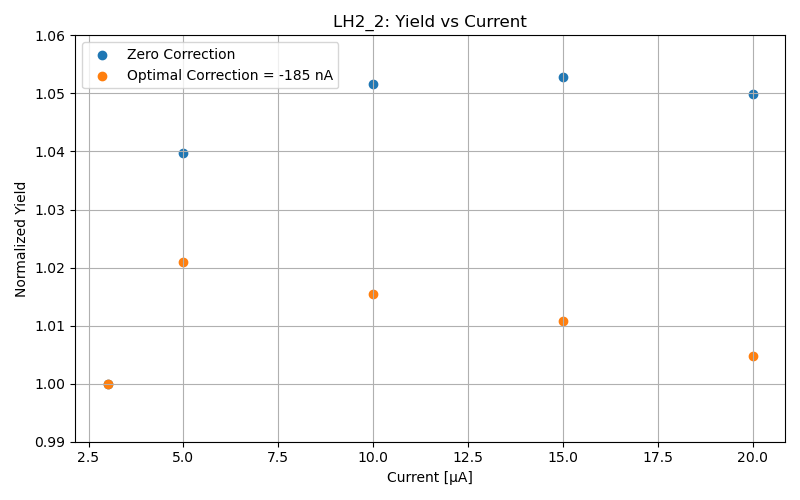 LH2_2: Yield vs Current
Zero Correction
Optimal Correction = -185 nA
Normalized Yield
1.06
1.05
1.04
1.03
1.02
1.01
1.00
0.99
2.5 5.0 7.5 10.0 12.5 15.0 17.5 20.0
Current [μA]